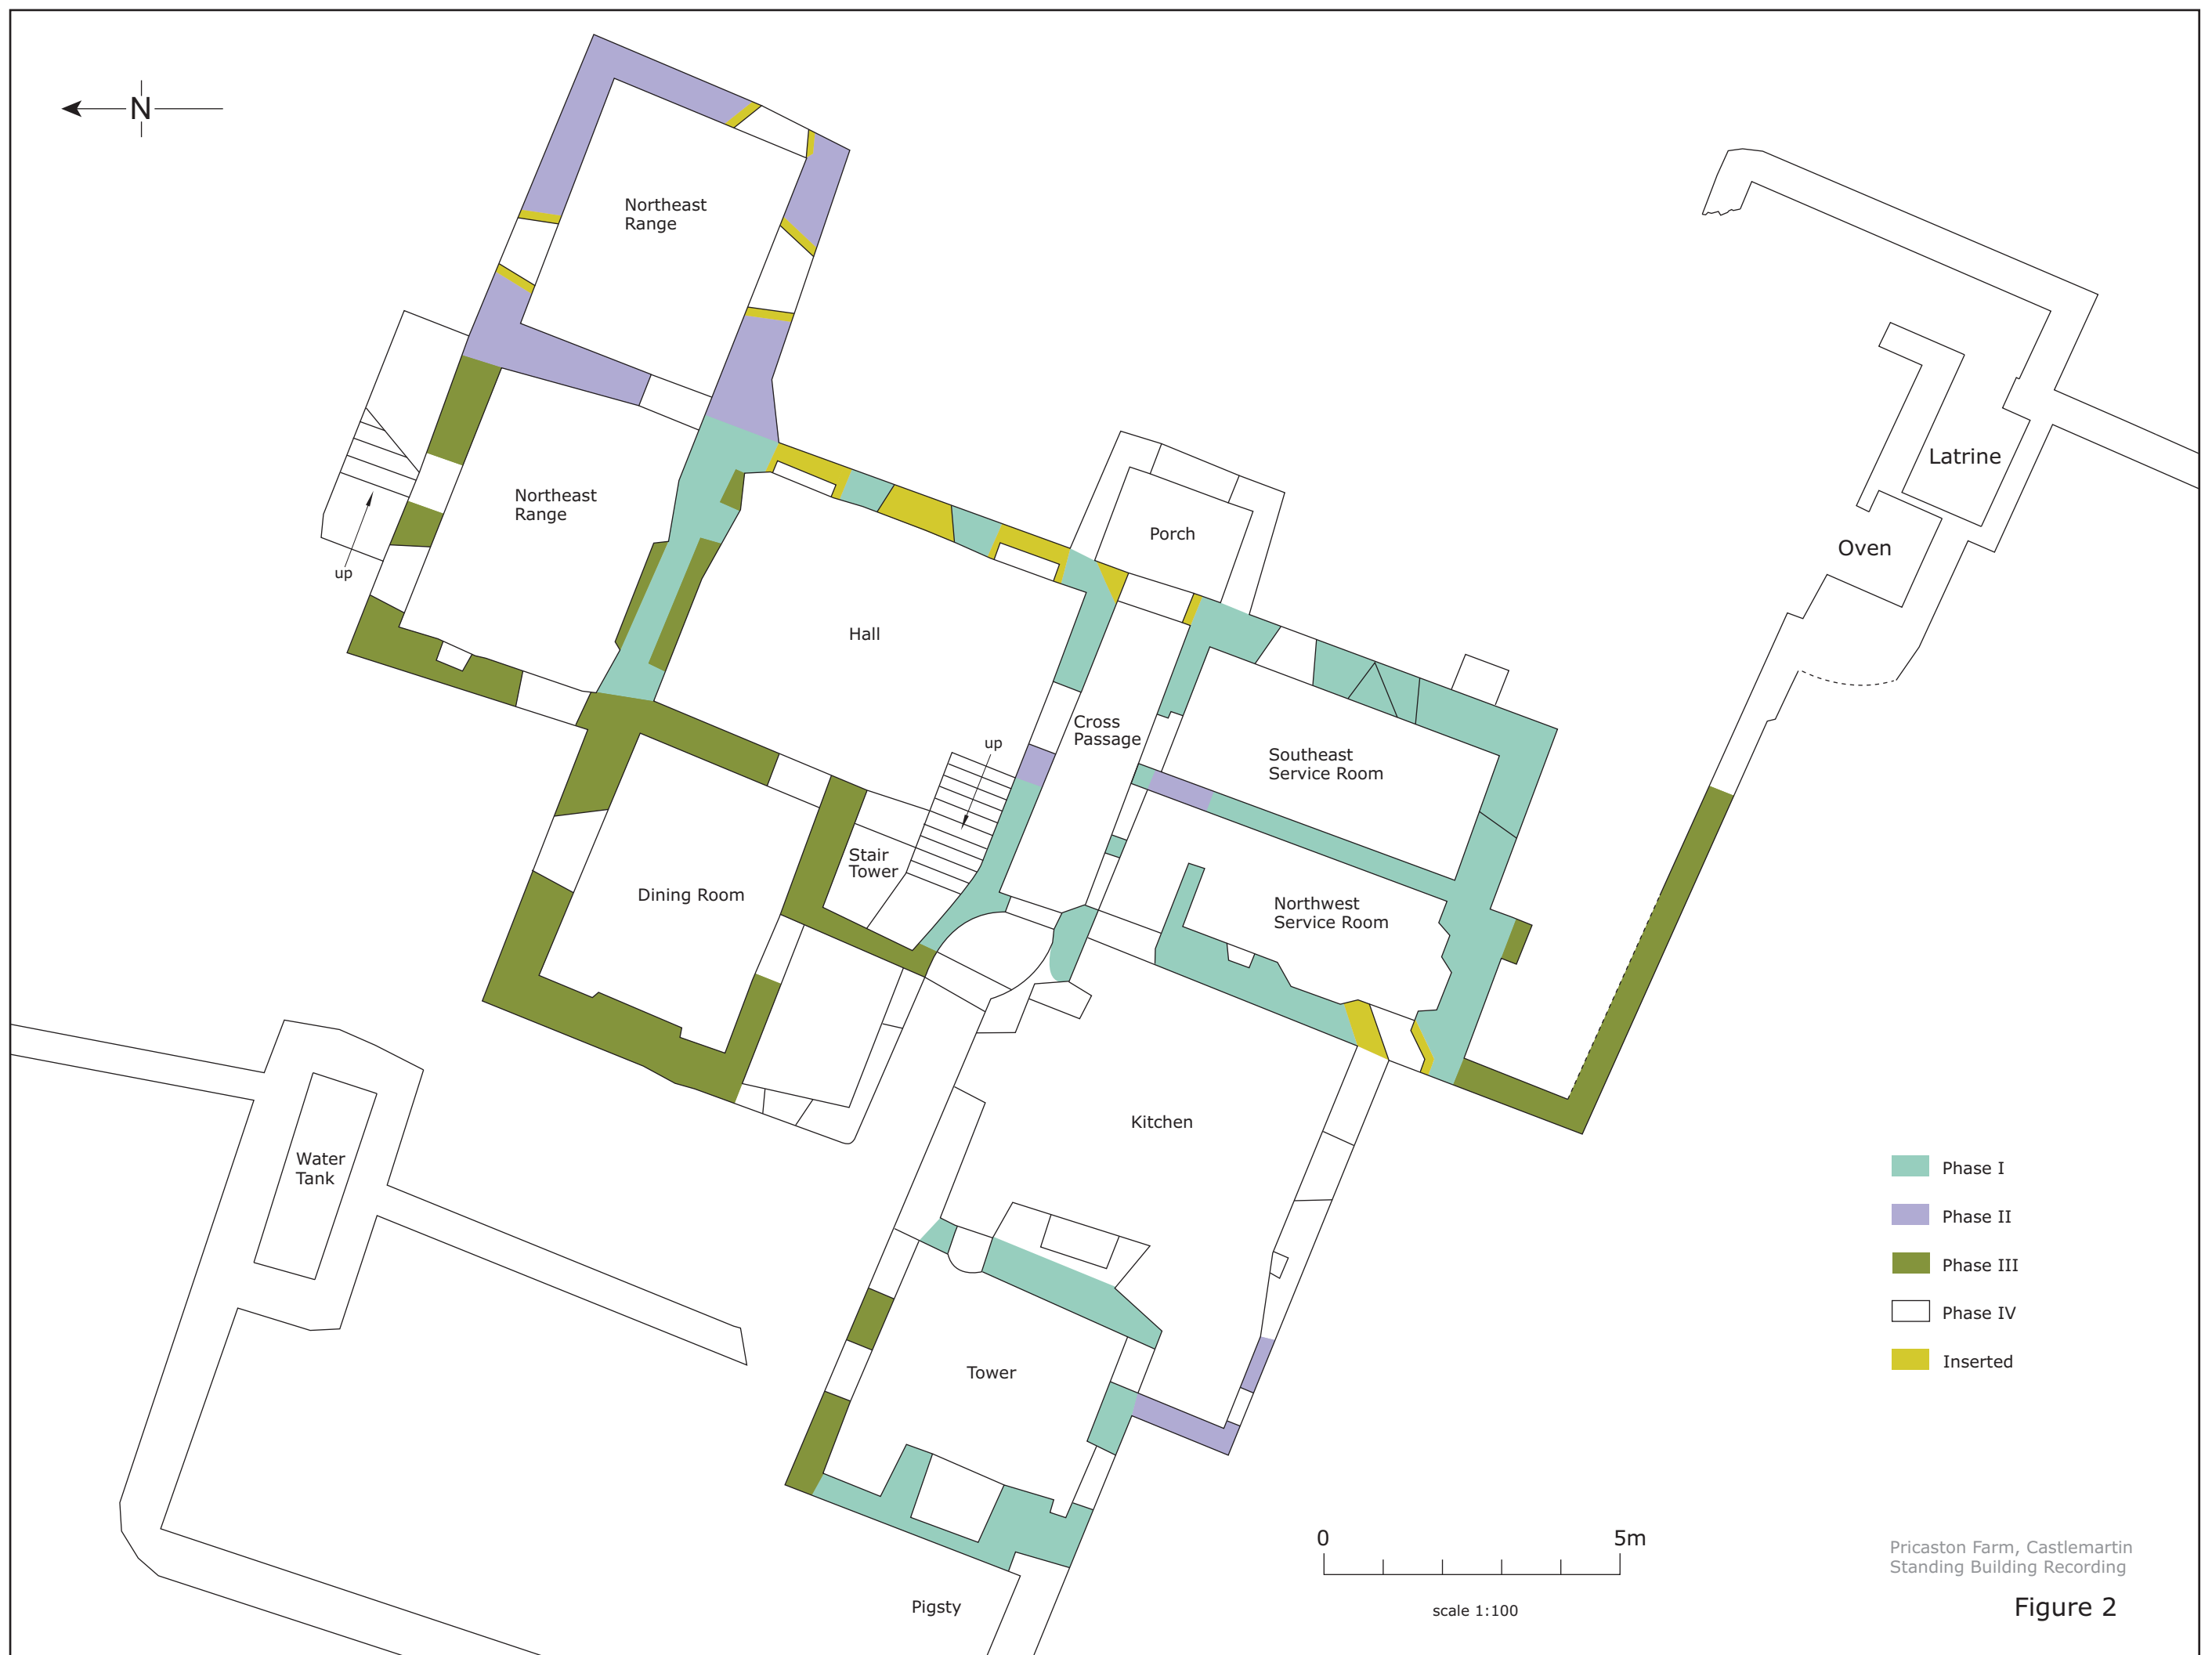 N
Northeast
Range
Northeast
Range
up
Hall
Porch
Latrine
Oven
Cross
Passage
up
Southeast
Service Room
Stair
Tower
Dining Room
Northwest
Service Room
Kitchen
Water
Tank
Tower
Pigsty
Phase I
Phase II
Phase III
Phase IV
Inserted
0 5m
scale 1:100
Pricaston Farm, Castlemartin
Standing Building Recording
Figure 2